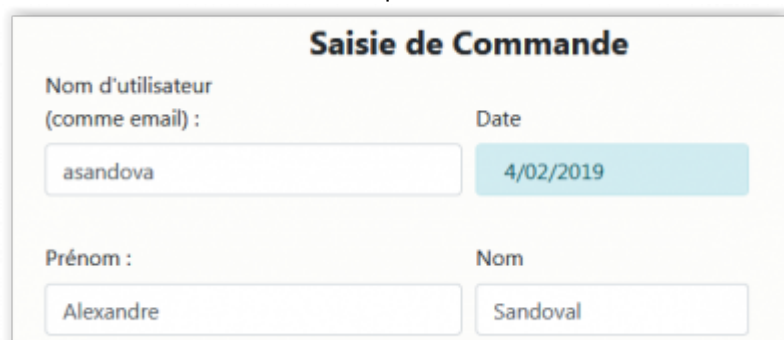 Saisie de Commande
Nom d'utilisateur
(comme email) :
Date
asandova
4/02/2019
Prénom :
Nom
Alexandre
Sandoval